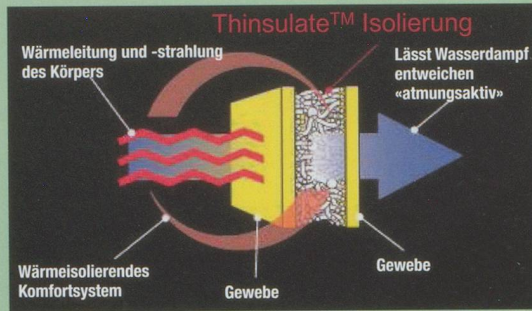 Thinsulate™ Isolierung
Wärmeleitung und -strahlung
des Körpers
Lässt Wasserdampf
entweichen
«atmungsaktiv»
Wärmeisolierendes
Komfortsystem
Gewebe
Gewebe